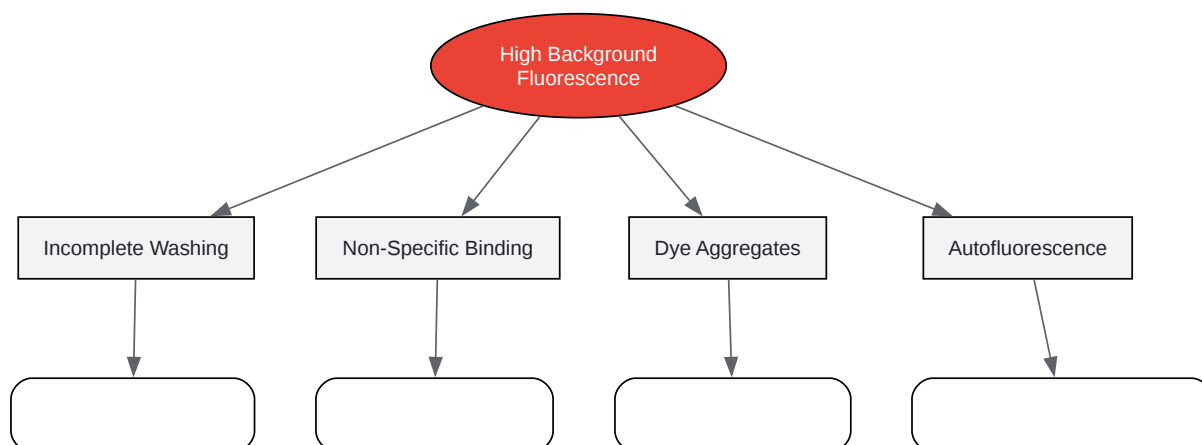 High Background
Fluorescence
Incomplete Washing
Non-Specific Binding
Dye Aggregates
Autofluorescence